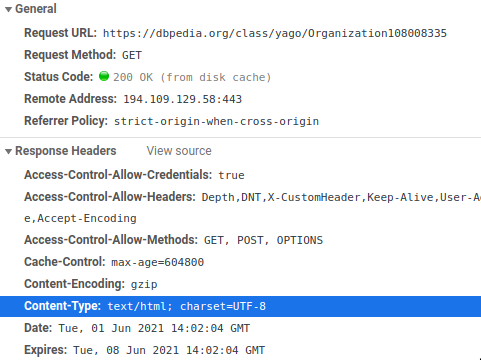 General
Request URL: https://dbpedia.org/class/yago/Organization108008335
Request Method: GET
Status Code: 200 OK (from disk cache)
Remote Address: 194.109.129.58:443
Referrer Policy: strict-origin-when-cross-origin
Response Headers View source
Access-Control-Allow-Credentials: true
Access-Control-Allow-Headers: Depth,DNT,X-CustomHeader,Keep-Alive,User-A
e,Accept-Encoding
Access-Control-Allow-Methods: GET, POST, OPTIONS
Cache-Control: max-age=604800
Content-Encoding: gzip
Content-Type: text/html; charset=UTF-8
Date: Tue, 01 Jun 2021 14:02:04 GMT
Expires: Tue, 08 Jun 2021 14:02:04 GMT